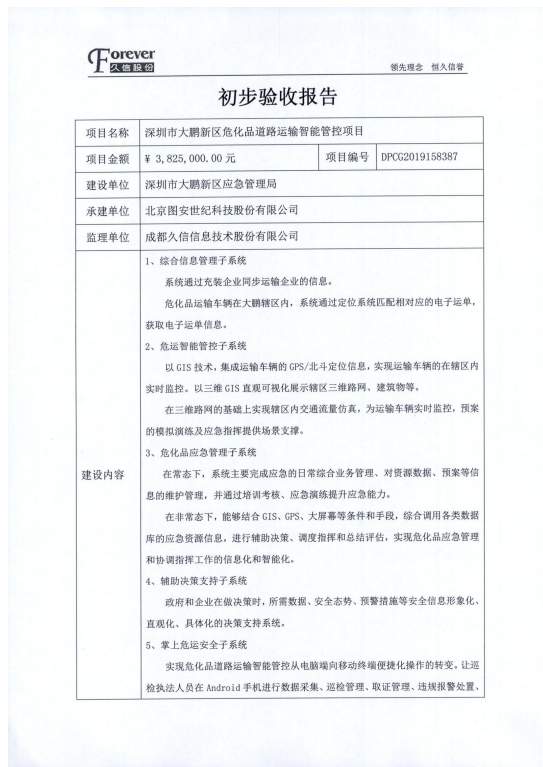 Forever
久信股份
领先理念 恒久信誉
初步验收报告
项目名称 深圳市大鹏新区危化品道路运输智能管控项目
项目金额 ¥ 3,825,000.00 元 项目编号 DPCG2019158387
建设单位 深圳市大鹏新区应急管理局
承建单位 北京图安世纪科技股份有限公司
监理单位 成都久信信息技术股份有限公司
建设内容
1、综合信息管理子系统
系统通过充装企业同步运输企业的信息。
危化品运输车辆在大鹏辖区内，系统通过定位系统匹配相对应的电子运单，
获取电子运单信息。
2、危运智能管控子系统
以 GIS 技术，集成运输车辆的 GPS/北斗定位信息，实现运输车辆的在辖区内
实时监控。以三维 GIS 直观可视化展示辖区三维路网、建筑物等。
在三维路网的基础上实现辖区内交通流量仿真，为运输车辆实时监控，预案
的模拟演练及应急指挥提供场景支撑。
3、危化品应急管理子系统
在常态下，系统主要完成应急的日常综合业务管理、对资源数据、预案等信
息的维护管理，并通过培训考核、应急演练提升应急能力。
在非常态下，能够结合 GIS、GPS、大屏幕等条件和手段，综合调用各类数据
库的应急资源信息，进行辅助决策、调度指挥和总结评估，实现危化品应急管理
和协调指挥工作的信息化和智能化。
4、辅助决策支持子系统
政府和企业在做决策时，所需数据、安全态势、预警措施等安全信息形象化、
直观化、具体化的决策支持系统。
5、掌上危运安全子系统
实现危化品道路运输智能管控从电脑端向移动终端便捷化操作的转变。让巡
检执法人员在 Android 手机进行数据采集、巡检管理、取证管理、违规报警处置、